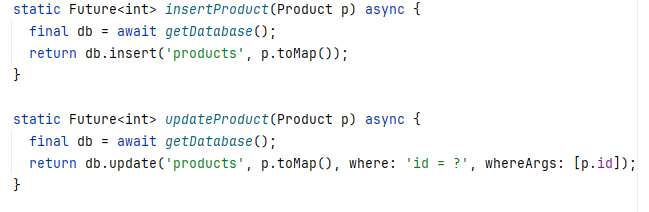 static Future<int> insertProduct(Product p) async {
  final db = await getDatabase();
  return db.insert('products', p.toMap());
}

static Future<int> updateProduct(Product p) async {
  final db = await getDatabase();
  return db.update('products', p.toMap(), where: 'id = ?', whereArgs: [p.id]);
}